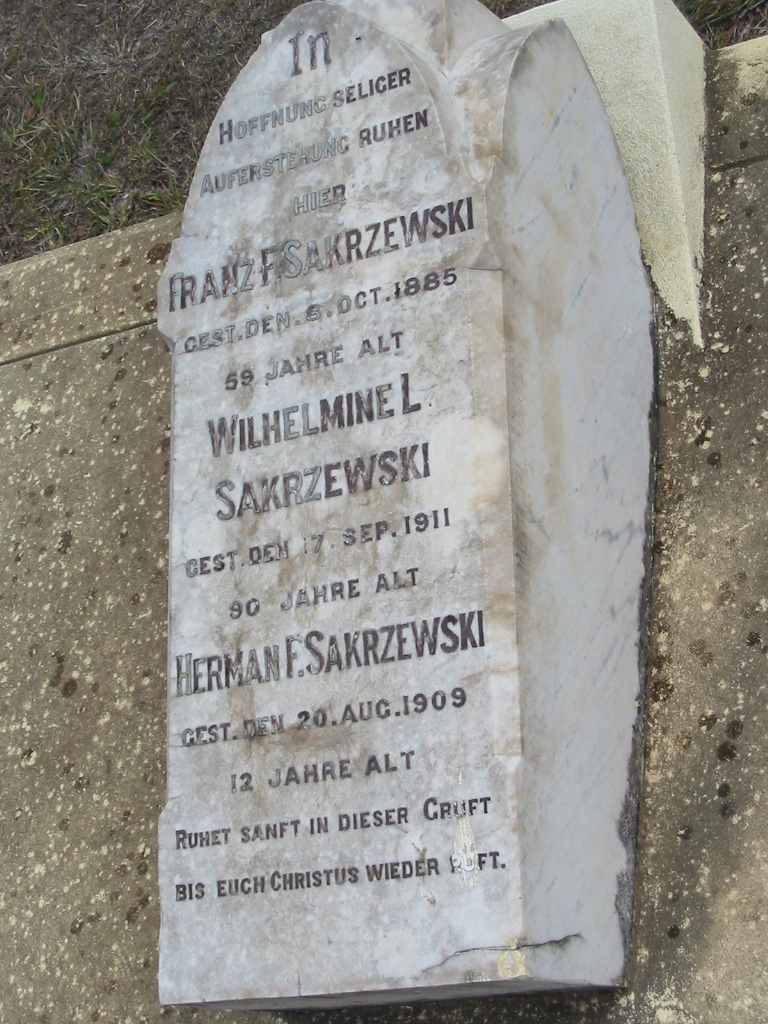 In
HOFFNUNG SELIGER
AUFERSTEHUNG RUHEN
HIER
FRANZ F. SAKRZEWSKI
GEST. DEN. 8. OCT. 1885
59 JAHRE ALT
WILHELMINE L.
SAKRZEWSKI
GEST. DEN 17. SEP. 1911
90 JAHRE ALT
HERMAN F. SAKRZEWSKI
GEST. DEN 20. AUG. 1909
12 JAHRE ALT
RUHET SANFT IN DIESER GRUFT
BIS EUCH CHRISTUS WIEDER RUFT.